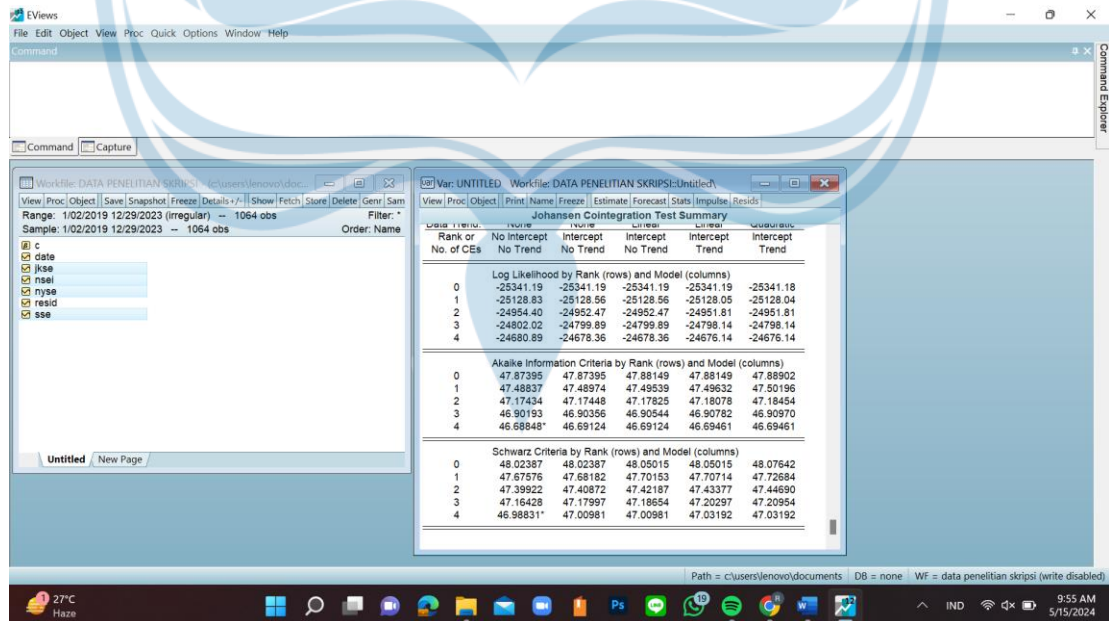 EViews
File Edit Object View Proc Quick Options Window Help
Command
Command Explorer
Command Capture
Workfile: DATA PENELITIAN SKRIPSI - (c:\users\lenovo\doc...
View Proc Object Save Snapshot Freeze Details+/- Show Fetch Store Delete Genr Sam
Range: 1/02/2019 12/29/2023 (irregular) -- 1064 obs Filter: *
Sample: 1/02/2019 12/29/2023 -- 1064 obs Order: Name
c
date
jkse
nsei
nyse
resid
sse
Untitled New Page
Var: UNTITLED Workfile: DATA PENELITIAN SKRIPSI::Untitled\
View Proc Object Print Name Freeze Estimate Forecast Stats Impulse Resids
Johansen Cointegration Test Summary
Data Trend: None None Linear Linear Quadratic
Rank or No Intercept Intercept Intercept Intercept Intercept
No. of CEs No Trend No Trend No Trend Trend Trend
Log Likelihood by Rank (rows) and Model (columns)
0 -25341.19 -25341.19 -25341.19 -25341.19 -25341.18
1 -25128.83 -25128.56 -25128.56 -25128.05 -25128.04
2 -24954.40 -24952.47 -24952.47 -24951.81 -24951.81
3 -24802.02 -24799.89 -24799.89 -24798.14 -24798.14
4 -24680.89 -24678.36 -24678.36 -24676.14 -24676.14
Akaike Information Criteria by Rank (rows) and Model (columns)
0 47.87395 47.87395 47.88149 47.88149 47.88902
1 47.48837 47.48974 47.49539 47.49632 47.50196
2 47.17434 47.17448 47.17825 47.18078 47.18454
3 46.90193 46.90356 46.90544 46.90782 46.90970
4 46.68848* 46.69124 46.69124 46.69461 46.69461
Schwarz Criteria by Rank (rows) and Model (columns)
0 48.02387 48.02387 48.05015 48.05015 48.07642
1 47.67576 47.68182 47.70153 47.70714 47.72684
2 47.39922 47.40872 47.42187 47.43377 47.44690
3 47.16428 47.17997 47.18654 47.20297 47.20954
4 46.98831* 47.00981 47.00981 47.03192 47.03192
Path = c:\users\lenovo\documents DB = none WF = data penelitian skripsi (write disabled)
1 27°C
Haze
Ps LINE 19 W 12
IND 9:55 AM
5/15/2024